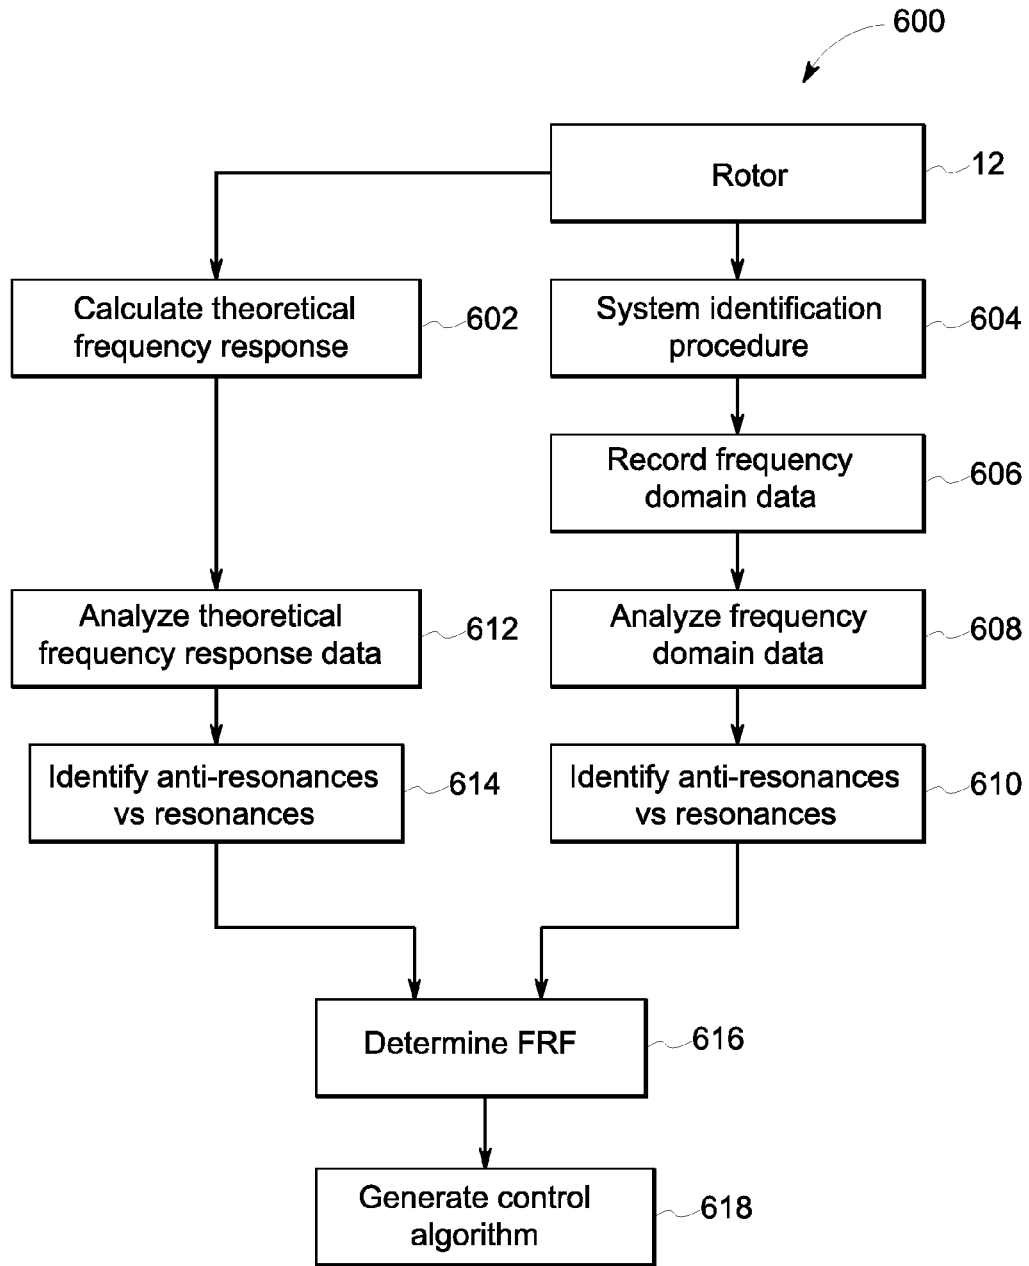 600
Rotor
12
Calculate theoretical
frequency response
602
System identification
procedure
604
Record frequency
domain data
606
Analyze theoretical
frequency response data
612
Analyze frequency
domain data
608
Identify anti-resonances
vs resonances
614
Identify anti-resonances
vs resonances
610
Determine FRF
616
Generate control
algorithm
618